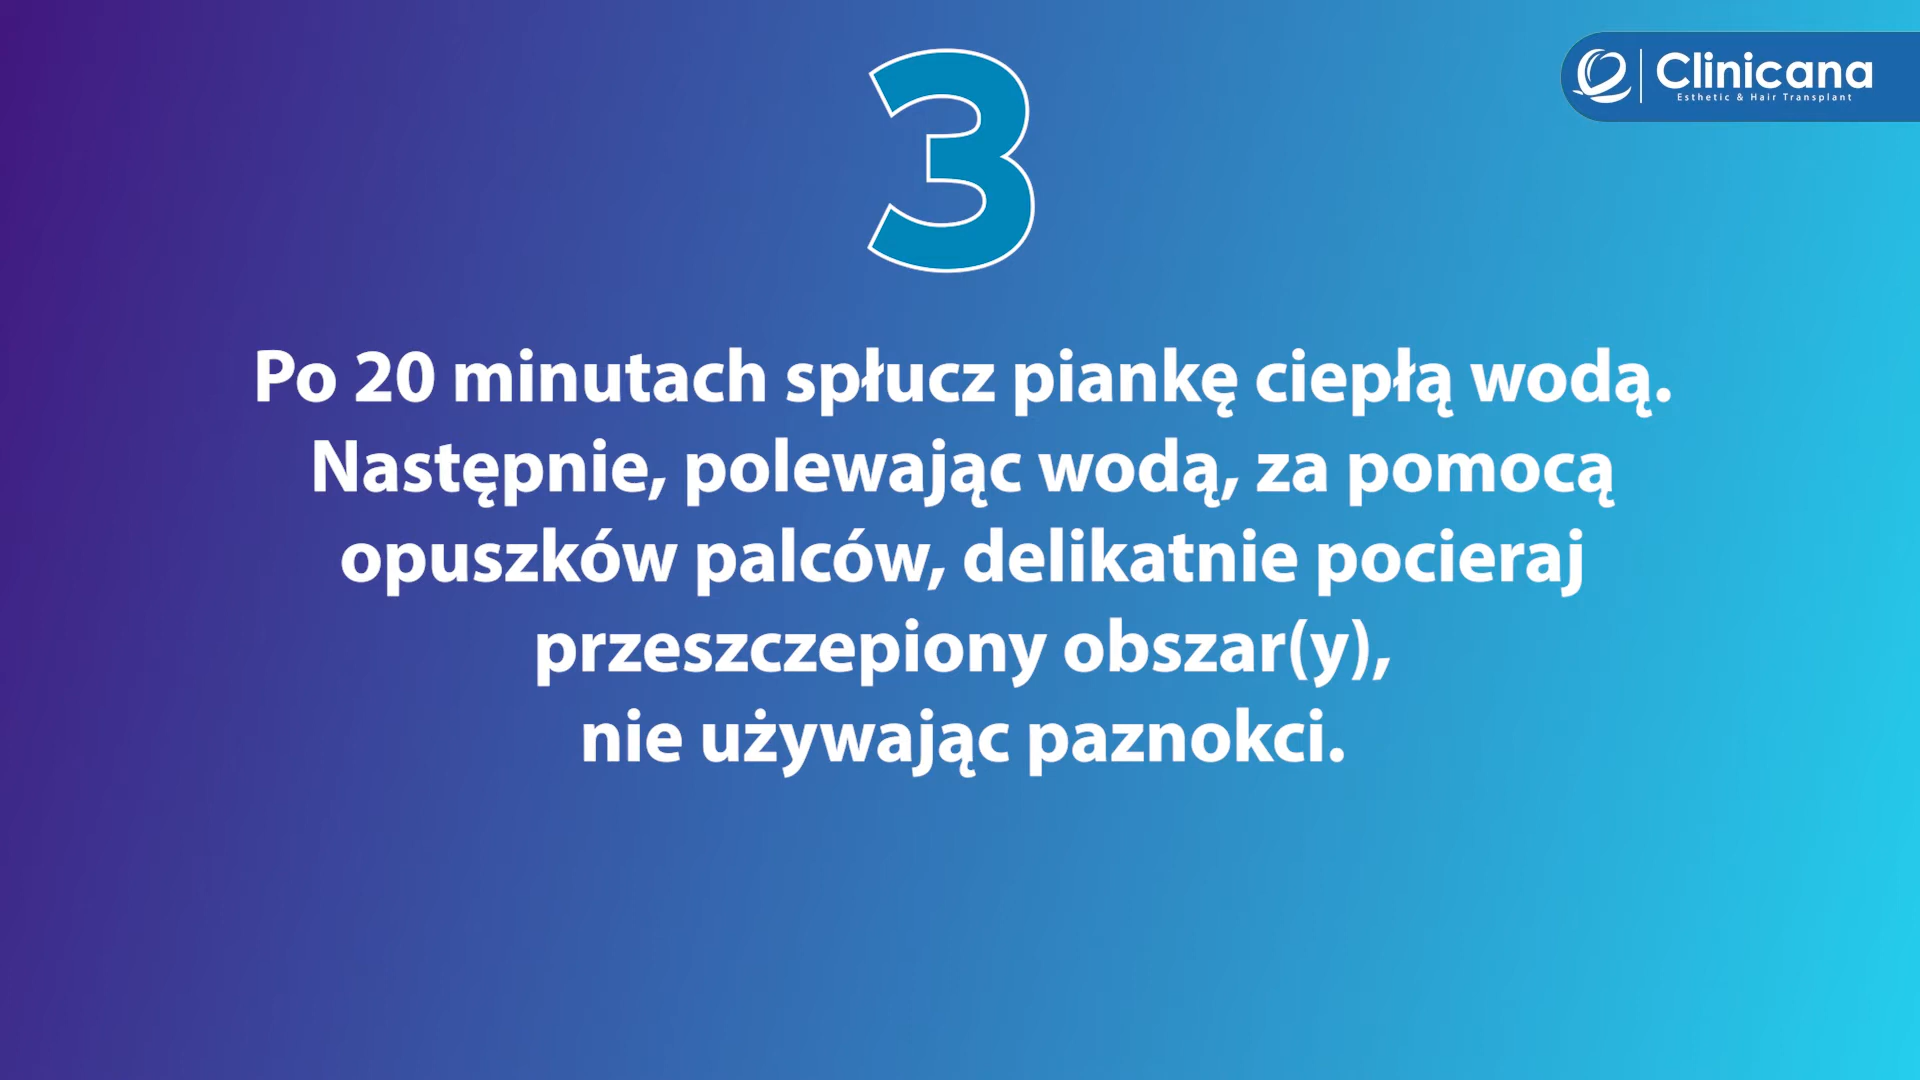 3
Clinicana
Esthetic & Hair Transplant
Po 20 minutach spłucz piankę ciepłą wodą.
Następnie, polewając wodą, za pomocą
opuszków palców, delikatnie pocieraj
przeszczepiony obszar(y),
nie używając paznokci.